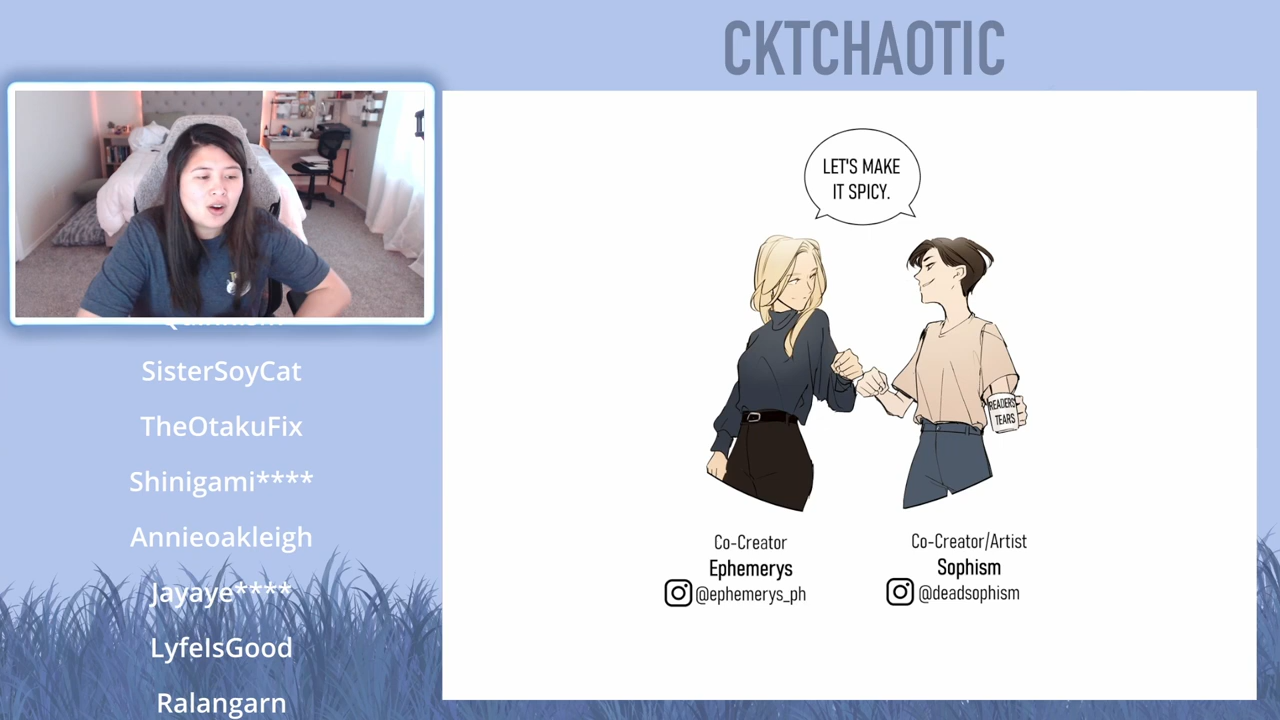 CKTCHAOTIC
LET'S MAKE
IT SPICY.
READERS
TEARS
Co-Creator
Ephemerys
@ephemerys_ph
Co-Creator/Artist
Sophism
@deadsophism
SisterSoyCat
TheOtakuFix
Shinigami****
Annieoakleigh
Jayaye****
LyfeIsGood
Ralangarn